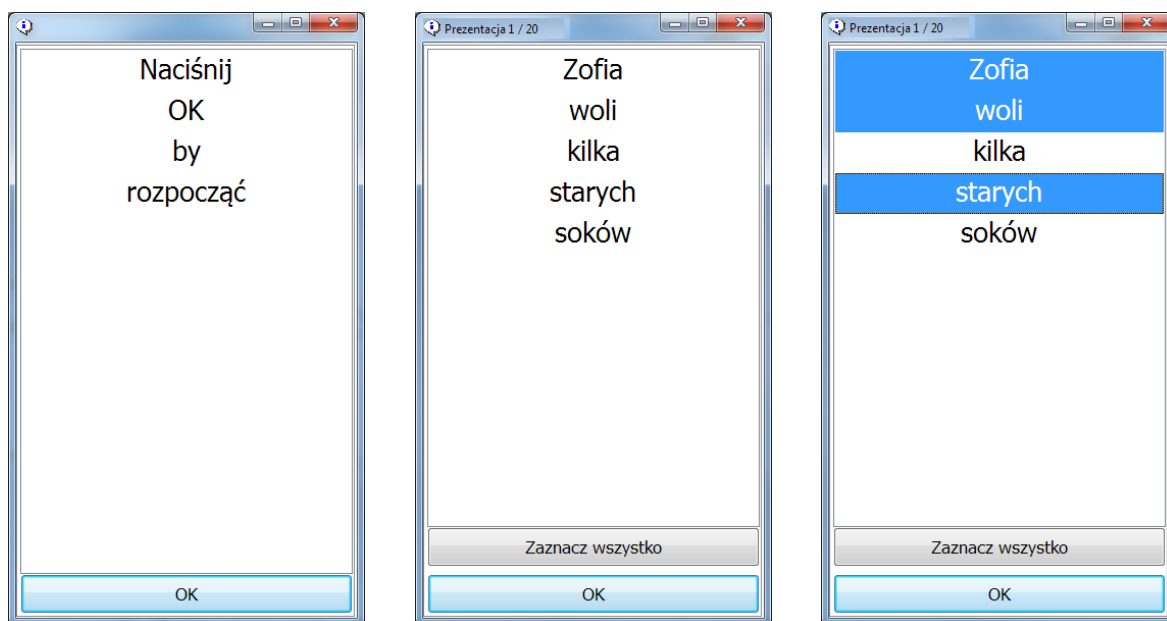 Naciśnij
OK
by
rozpocząć
OK
Prezentacja 1 / 20
Zofia
woli
kilka
starych
soków
Zaznacz wszystko
OK
Prezentacja 1 / 20
Zofia
woli
kilka
starych
soków
Zaznacz wszystko
OK